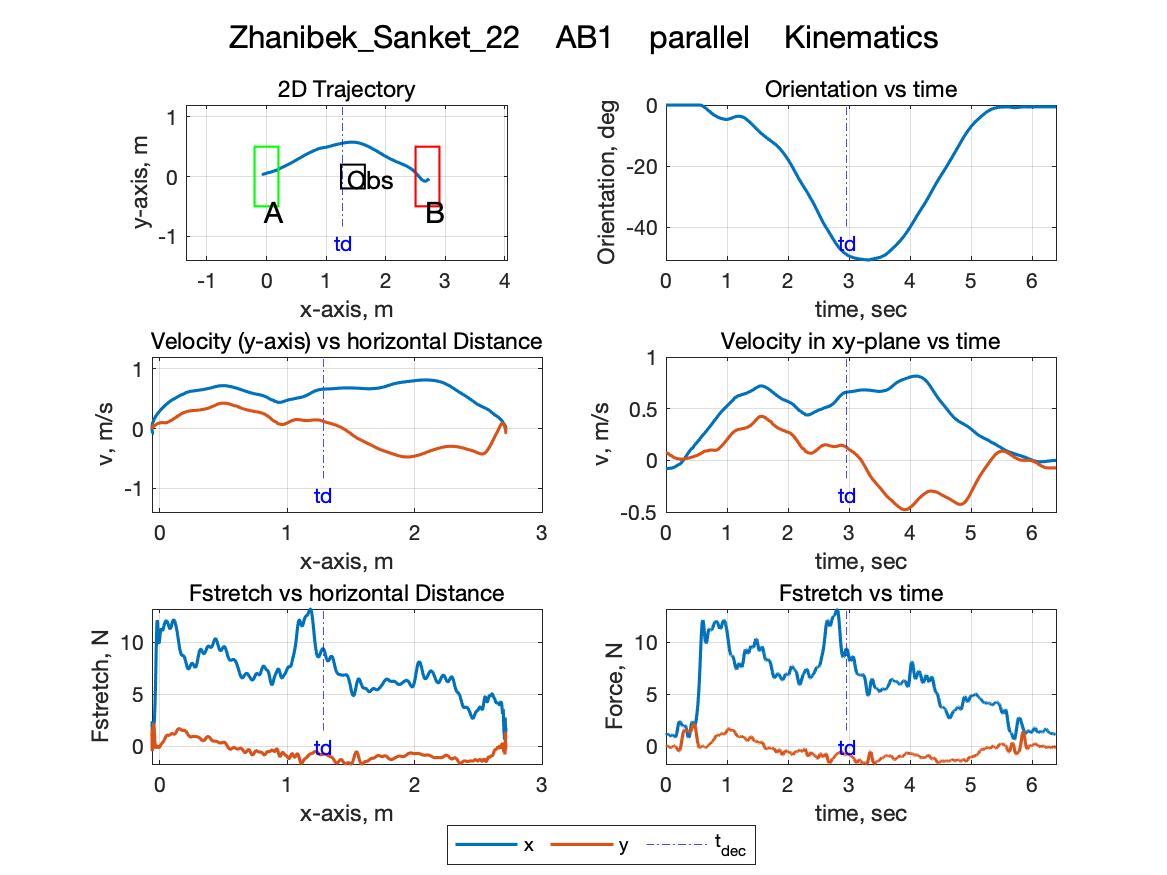 Zhanibek_Sanket_22 AB1 parallel Kinematics
2D Trajectory
1
0
-1
y-axis, m
A
Obs
B
td
-1 0 1 2 3 4
x-axis, m
Orientation vs time
0
-20
-40
Orientation, deg
td
0 1 2 3 4 5 6
time, sec
Velocity (y-axis) vs horizontal Distance
1
0
-1
v, m/s
td
0 1 2 3
x-axis, m
Velocity in xy-plane vs time
1
0.5
0
-0.5
v, m/s
td
0 1 2 3 4 5 6
time, sec
Fstretch vs horizontal Distance
10
5
0
Fstretch, N
td
0 1 2 3
x-axis, m
Fstretch vs time
10
5
0
Force, N
td
0 1 2 3 4 5 6
time, sec
x y t_dec